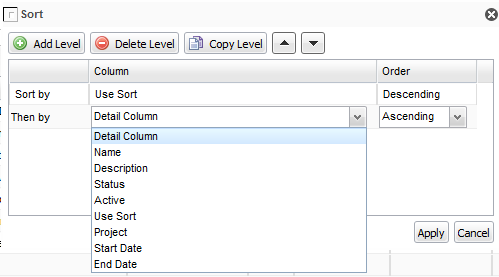 Sort
Add Level Delete Level Copy Level
Column Order
Sort by Use Sort Descending
Then by Detail Column Ascending
Detail Column
Name
Description
Status
Active
Use Sort
Project
Start Date
End Date
Apply Cancel